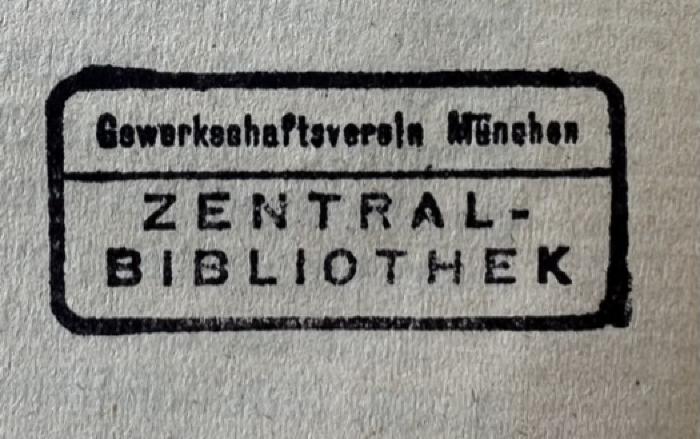 Gewerkschaftsverein München
ZENTRAL-
BIBLIOTHEK